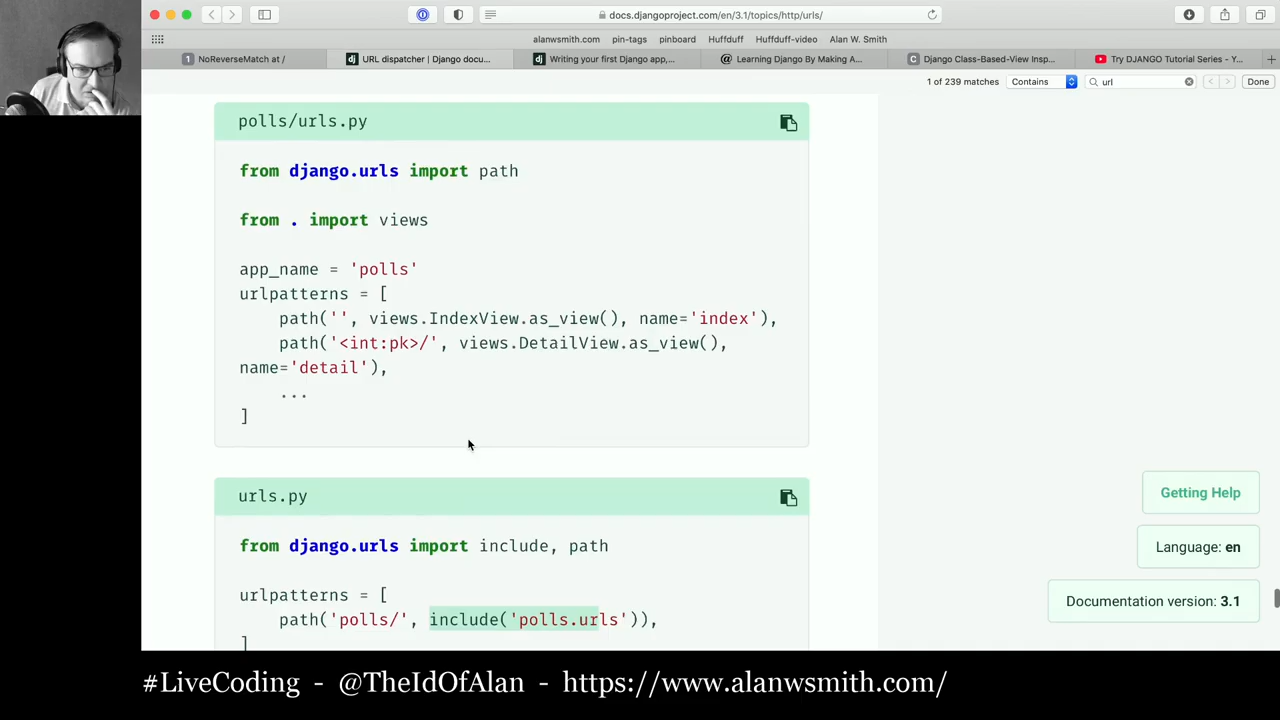 docs.djangoproject.com/en/3.1/topics/http/urls/
alanwsmith.com pin-tags pinboard Huffduff Huffduff-video Alan W. Smith
1 NoReverseMatch at / dj URL dispatcher | Django docu... dj Writing your first Django app,... @ Learning Django By Making A... C Django Class-Based-View Insp... Try DJANGO Tutorial Series - Y...
1 of 239 matches Contains url Done
polls/urls.py
from django.urls import path
from . import views
app_name = 'polls'
urlpatterns = [
path('', views.IndexView.as_view(), name='index'),
path('<int:pk>/', views.DetailView.as_view(),
name='detail'),
...
]
urls.py
from django.urls import include, path
urlpatterns = [
path('polls/', include('polls.urls')),
]
Getting Help
Language: en
Documentation version: 3.1
#LiveCoding - @TheIdOfAlan - https://www.alanwsmith.com/